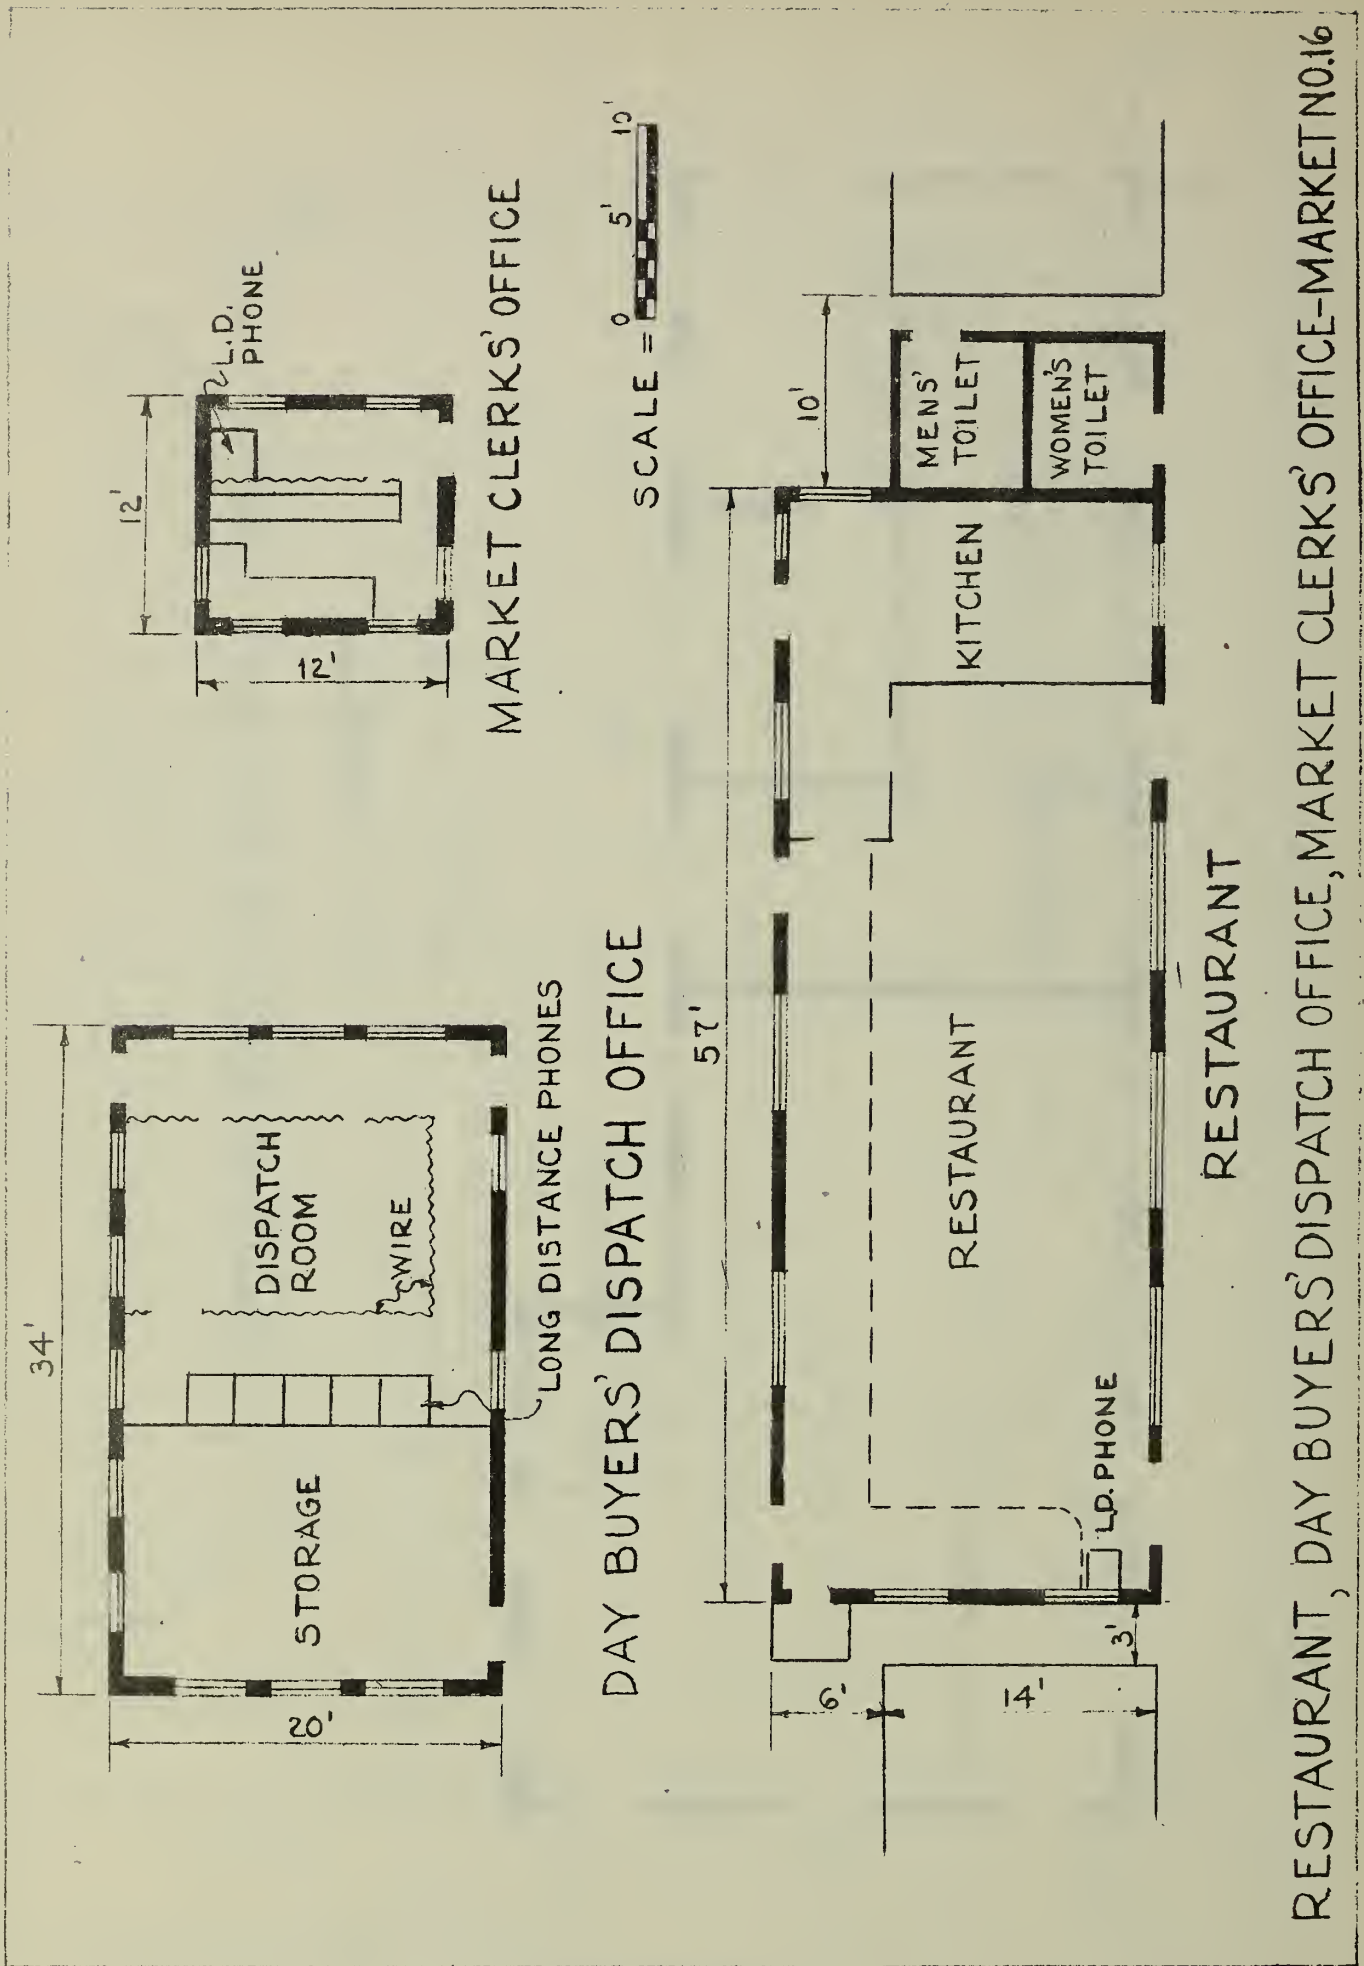 34'
20'
STORAGE
DISPATCH
ROOM
WIRE
LONG DISTANCE PHONES
DAY BUYERS' DISPATCH OFFICE
12'
12'
L.D.
PHONE
MARKET CLERKS' OFFICE
SCALE =
0 5' 10'
57'
10'
6'
14'
3'
L.D. PHONE
RESTAURANT
KITCHEN
MENS'
TOILET
WOMEN'S
TOILET
RESTAURANT
RESTAURANT, DAY BUYERS' DISPATCH OFFICE, MARKET CLERKS' OFFICE-MARKET NO.16